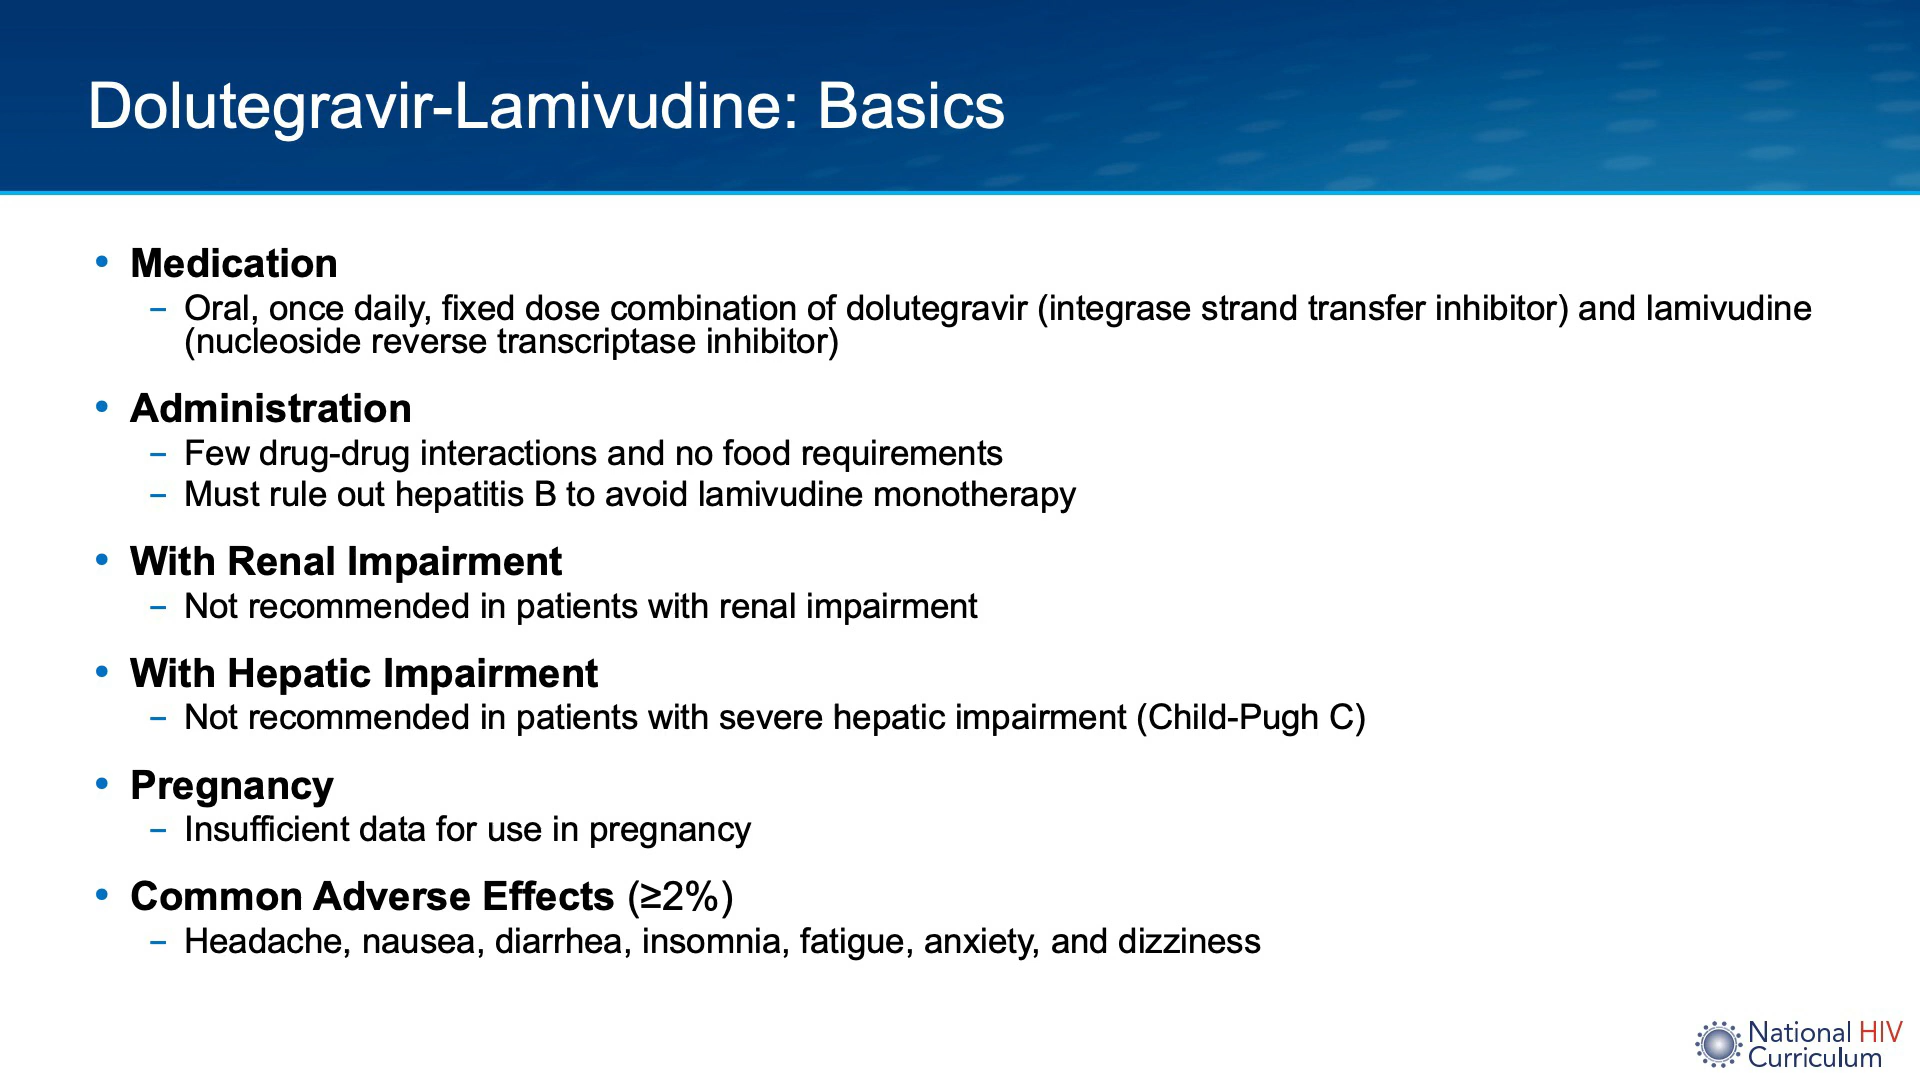 Dolutegravir-Lamivudine: Basics
• Medication
– Oral, once daily, fixed dose combination of dolutegravir (integrase strand transfer inhibitor) and lamivudine
(nucleoside reverse transcriptase inhibitor)
• Administration
– Few drug-drug interactions and no food requirements
– Must rule out hepatitis B to avoid lamivudine monotherapy
• With Renal Impairment
– Not recommended in patients with renal impairment
• With Hepatic Impairment
– Not recommended in patients with severe hepatic impairment (Child-Pugh C)
• Pregnancy
– Insufficient data for use in pregnancy
• Common Adverse Effects (≥2%)
– Headache, nausea, diarrhea, insomnia, fatigue, anxiety, and dizziness
National HIV
Curriculum